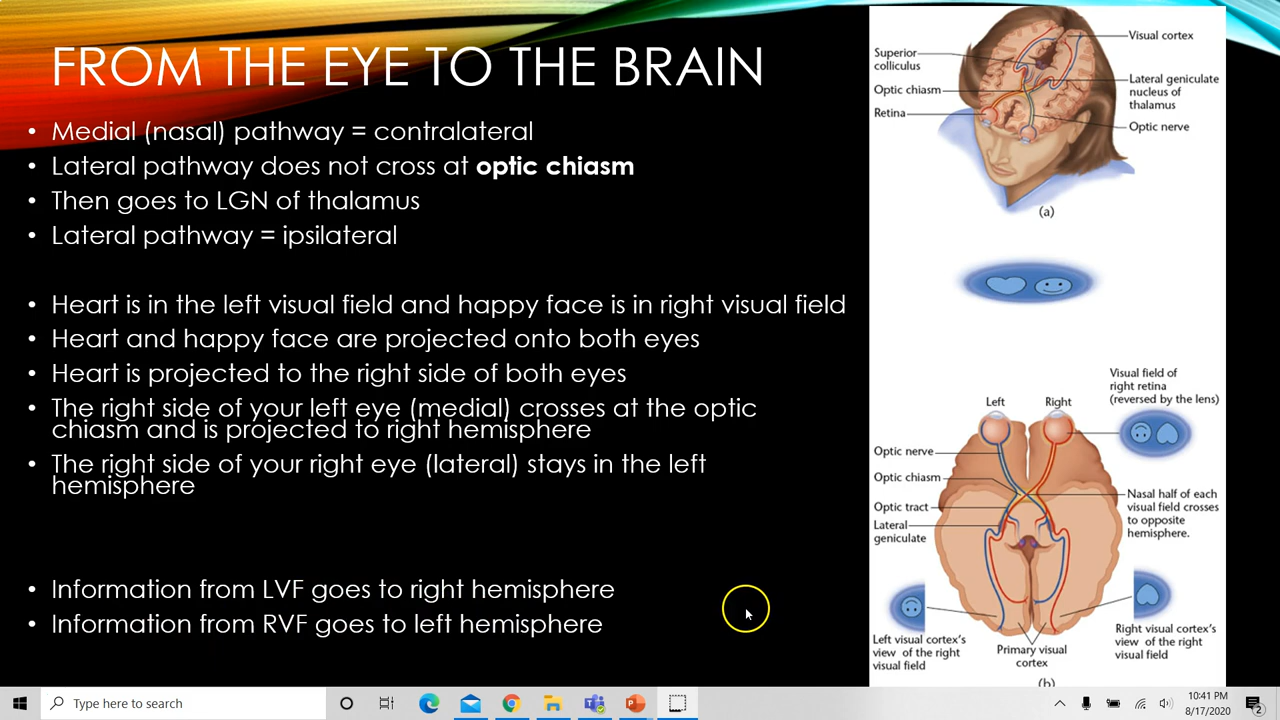 FROM THE EYE TO THE BRAIN
• Medial (nasal) pathway = contralateral
• Lateral pathway does not cross at optic chiasm
• Then goes to LGN of thalamus
• Lateral pathway = ipsilateral
• Heart is in the left visual field and happy face is in right visual field
• Heart and happy face are projected onto both eyes
• Heart is projected to the right side of both eyes
• The right side of your left eye (medial) crosses at the optic
chiasm and is projected to right hemisphere
• The right side of your right eye (lateral) stays in the left
hemisphere
• Information from LVF goes to right hemisphere
• Information from RVF goes to left hemisphere
Superior
colliculus
Optic chiasm
Retina
Visual cortex
Lateral geniculate
nucleus of
thalamus
Optic nerve
(a)
Visual field of
right retina
(reversed by the lens)
Left
Right
Optic nerve
Optic chiasm
Optic tract
Lateral
geniculate
Nasal half of each
visual field crosses
to opposite
hemisphere.
Left visual cortex's
view of the right
visual field
Primary visual
cortex
Right visual cortex's
view of the right
visual field
(b)
Type here to search
10:41 PM
8/17/2020
2